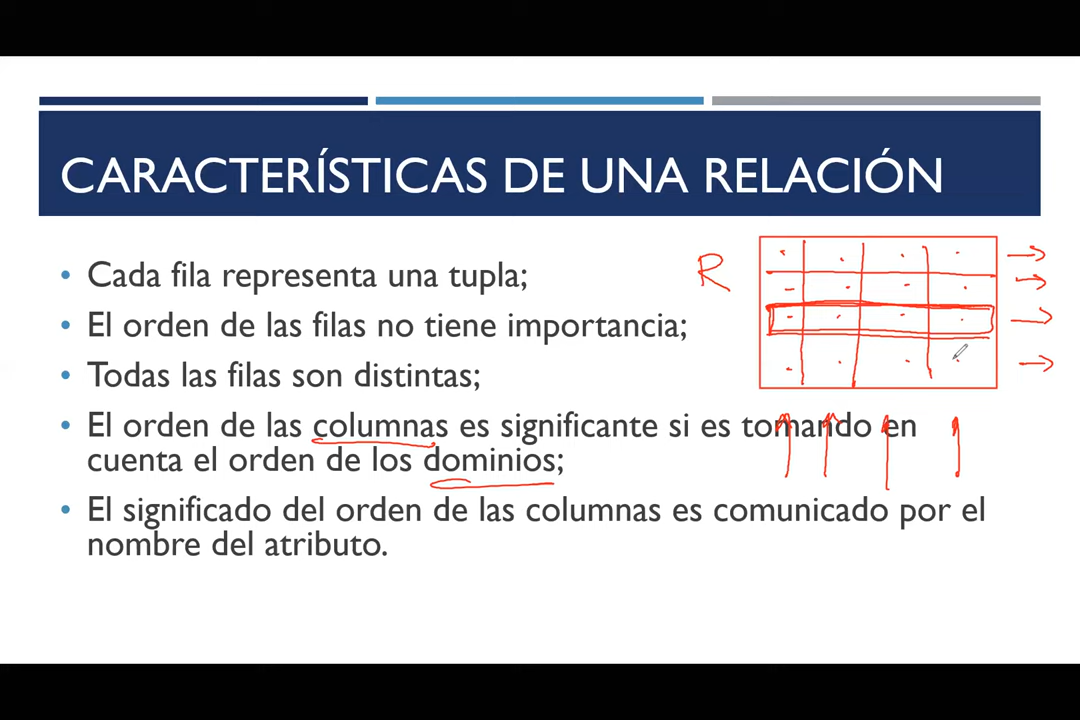 CARACTERÍSTICAS DE UNA RELACIÓN
R
• Cada fila representa una tupla;
• El orden de las filas no tiene importancia;
• Todas las filas son distintas;
• El orden de las columnas es significante si es tomando en
cuenta el orden de los dominios;
• El significado del orden de las columnas es comunicado por el
nombre del atributo.